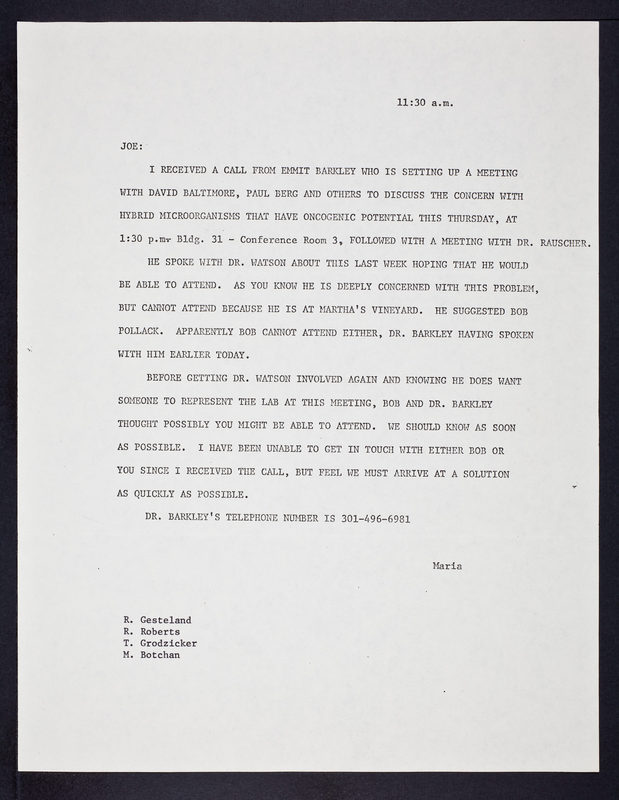 11:30 a.m.
JOE:
I RECEIVED A CALL FROM EMMIT BARKLEY WHO IS SETTING UP A MEETING
WITH DAVID BALTIMORE, PAUL BERG AND OTHERS TO DISCUSS THE CONCERN WITH
HYBRID MICROORGANISMS THAT HAVE ONCOGENIC POTENTIAL THIS THURSDAY, AT
1:30 p.m. Bldg. 31 - Conference Room 3, FOLLOWED WITH A MEETING WITH DR. RAUSCHER.
HE SPOKE WITH DR. WATSON ABOUT THIS LAST WEEK HOPING THAT HE WOULD
BE ABLE TO ATTEND. AS YOU KNOW HE IS DEEPLY CONCERNED WITH THIS PROBLEM,
BUT CANNOT ATTEND BECAUSE HE IS AT MARTHA'S VINEYARD. HE SUGGESTED BOB
POLLACK. APPARENTLY BOB CANNOT ATTEND EITHER, DR. BARKLEY HAVING SPOKEN
WITH HIM EARLIER TODAY.
BEFORE GETTING DR. WATSON INVOLVED AGAIN AND KNOWING HE DOES WANT
SOMEONE TO REPRESENT THE LAB AT THIS MEETING, BOB AND DR. BARKLEY
THOUGHT POSSIBLY YOU MIGHT BE ABLE TO ATTEND. WE SHOULD KNOW AS SOON
AS POSSIBLE. I HAVE BEEN UNABLE TO GET IN TOUCH WITH EITHER BOB OR
YOU SINCE I RECEIVED THE CALL, BUT FEEL WE MUST ARRIVE AT A SOLUTION
AS QUICKLY AS POSSIBLE.
DR. BARKLEY'S TELEPHONE NUMBER IS 301-496-6981
Maria
R. Gesteland
R. Roberts
T. Grodzicker
M. Botchan